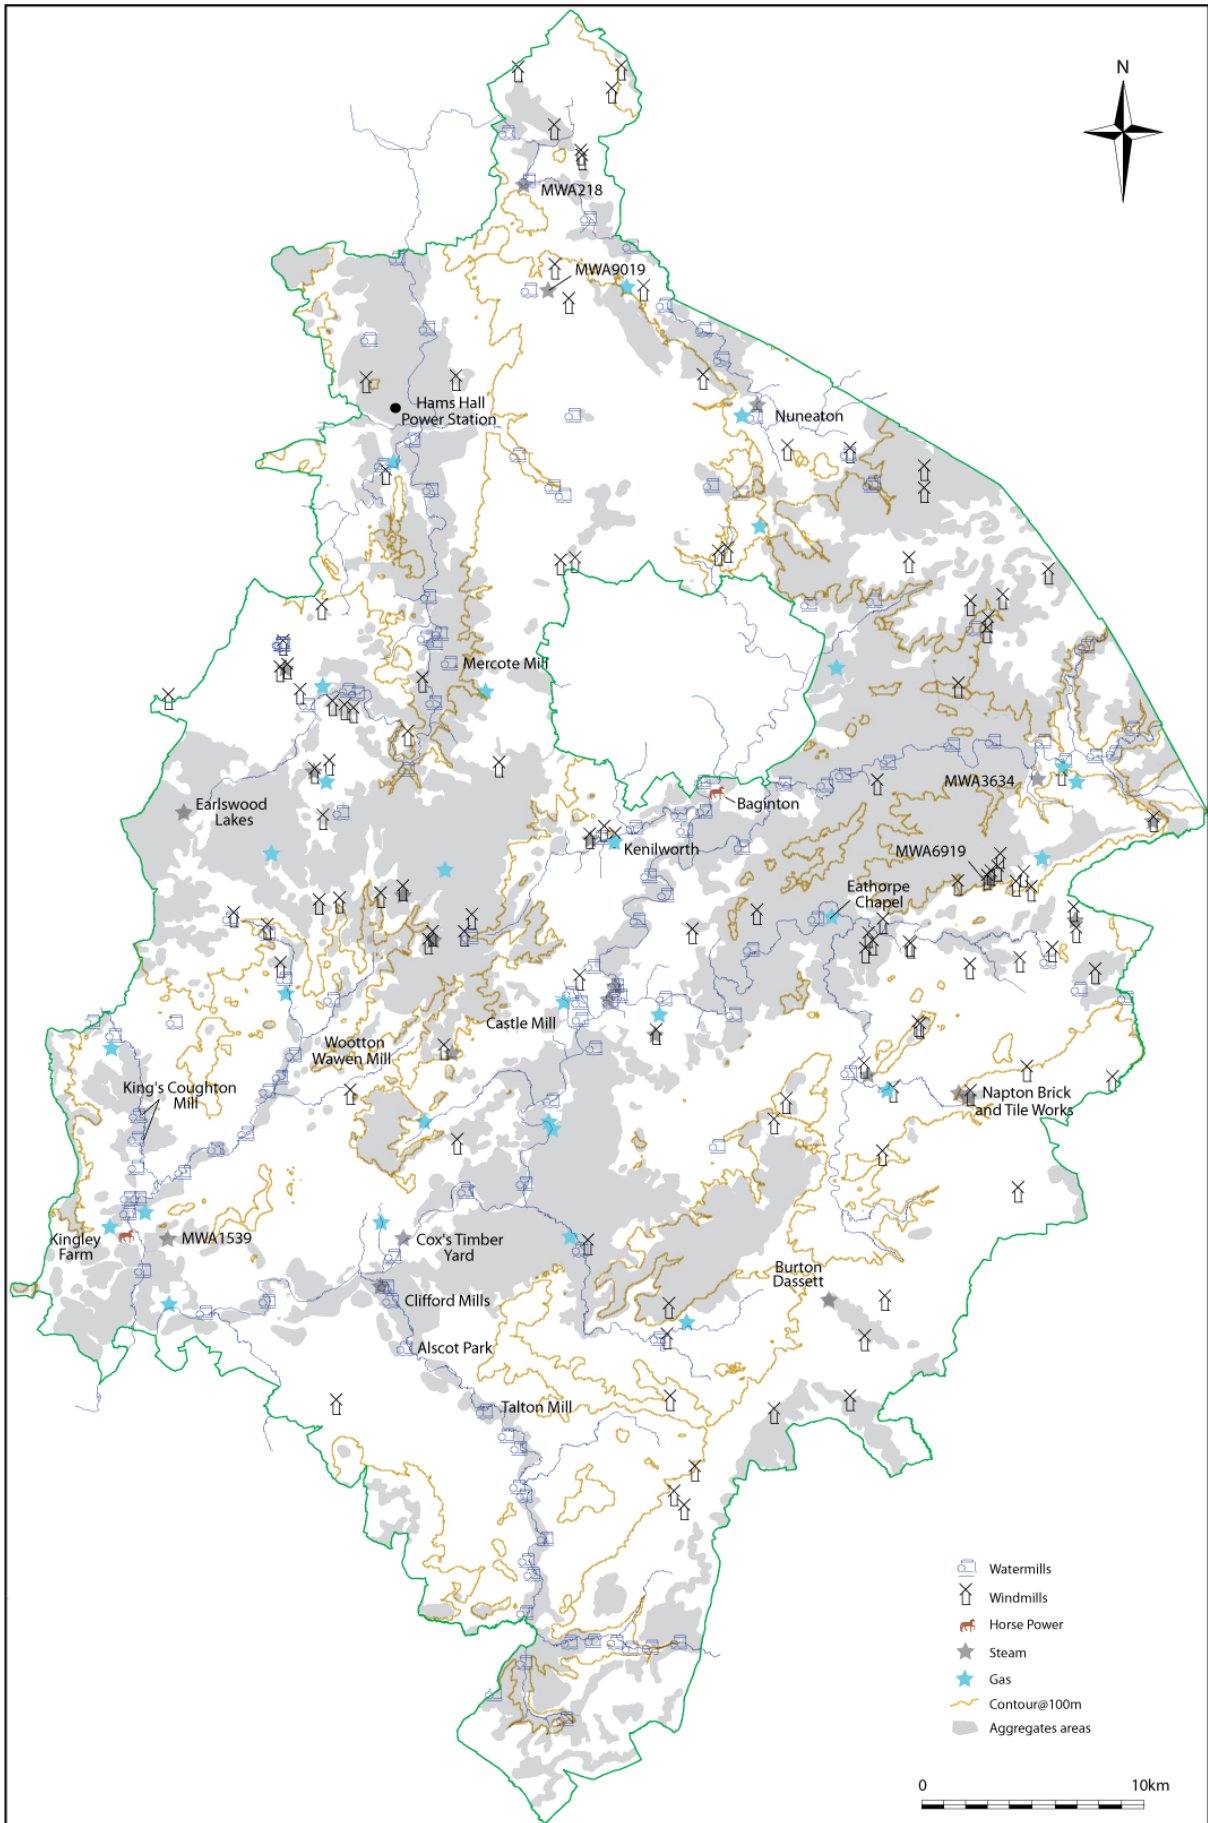 N
MWA218
MWA9019
Hams Hall
Power Station
Nuneaton
Mercote Mill
Earlswood
Lakes
MWA3634
Baginton
Kenilworth
MWA6919
Eathorpe
Chapel
Castle Mill
Wootton
Wawen Mill
King's Coughton
Mill
Napton Brick
and Tile Works
Kingley
Farm
MWA1539
Cox's Timber
Yard
Burton
Dassett
Clifford Mills
Alscot Park
Talton Mill
Watermills
Windmills
Horse Power
Steam
Gas
Contour@100m
Aggregates areas
0 10km